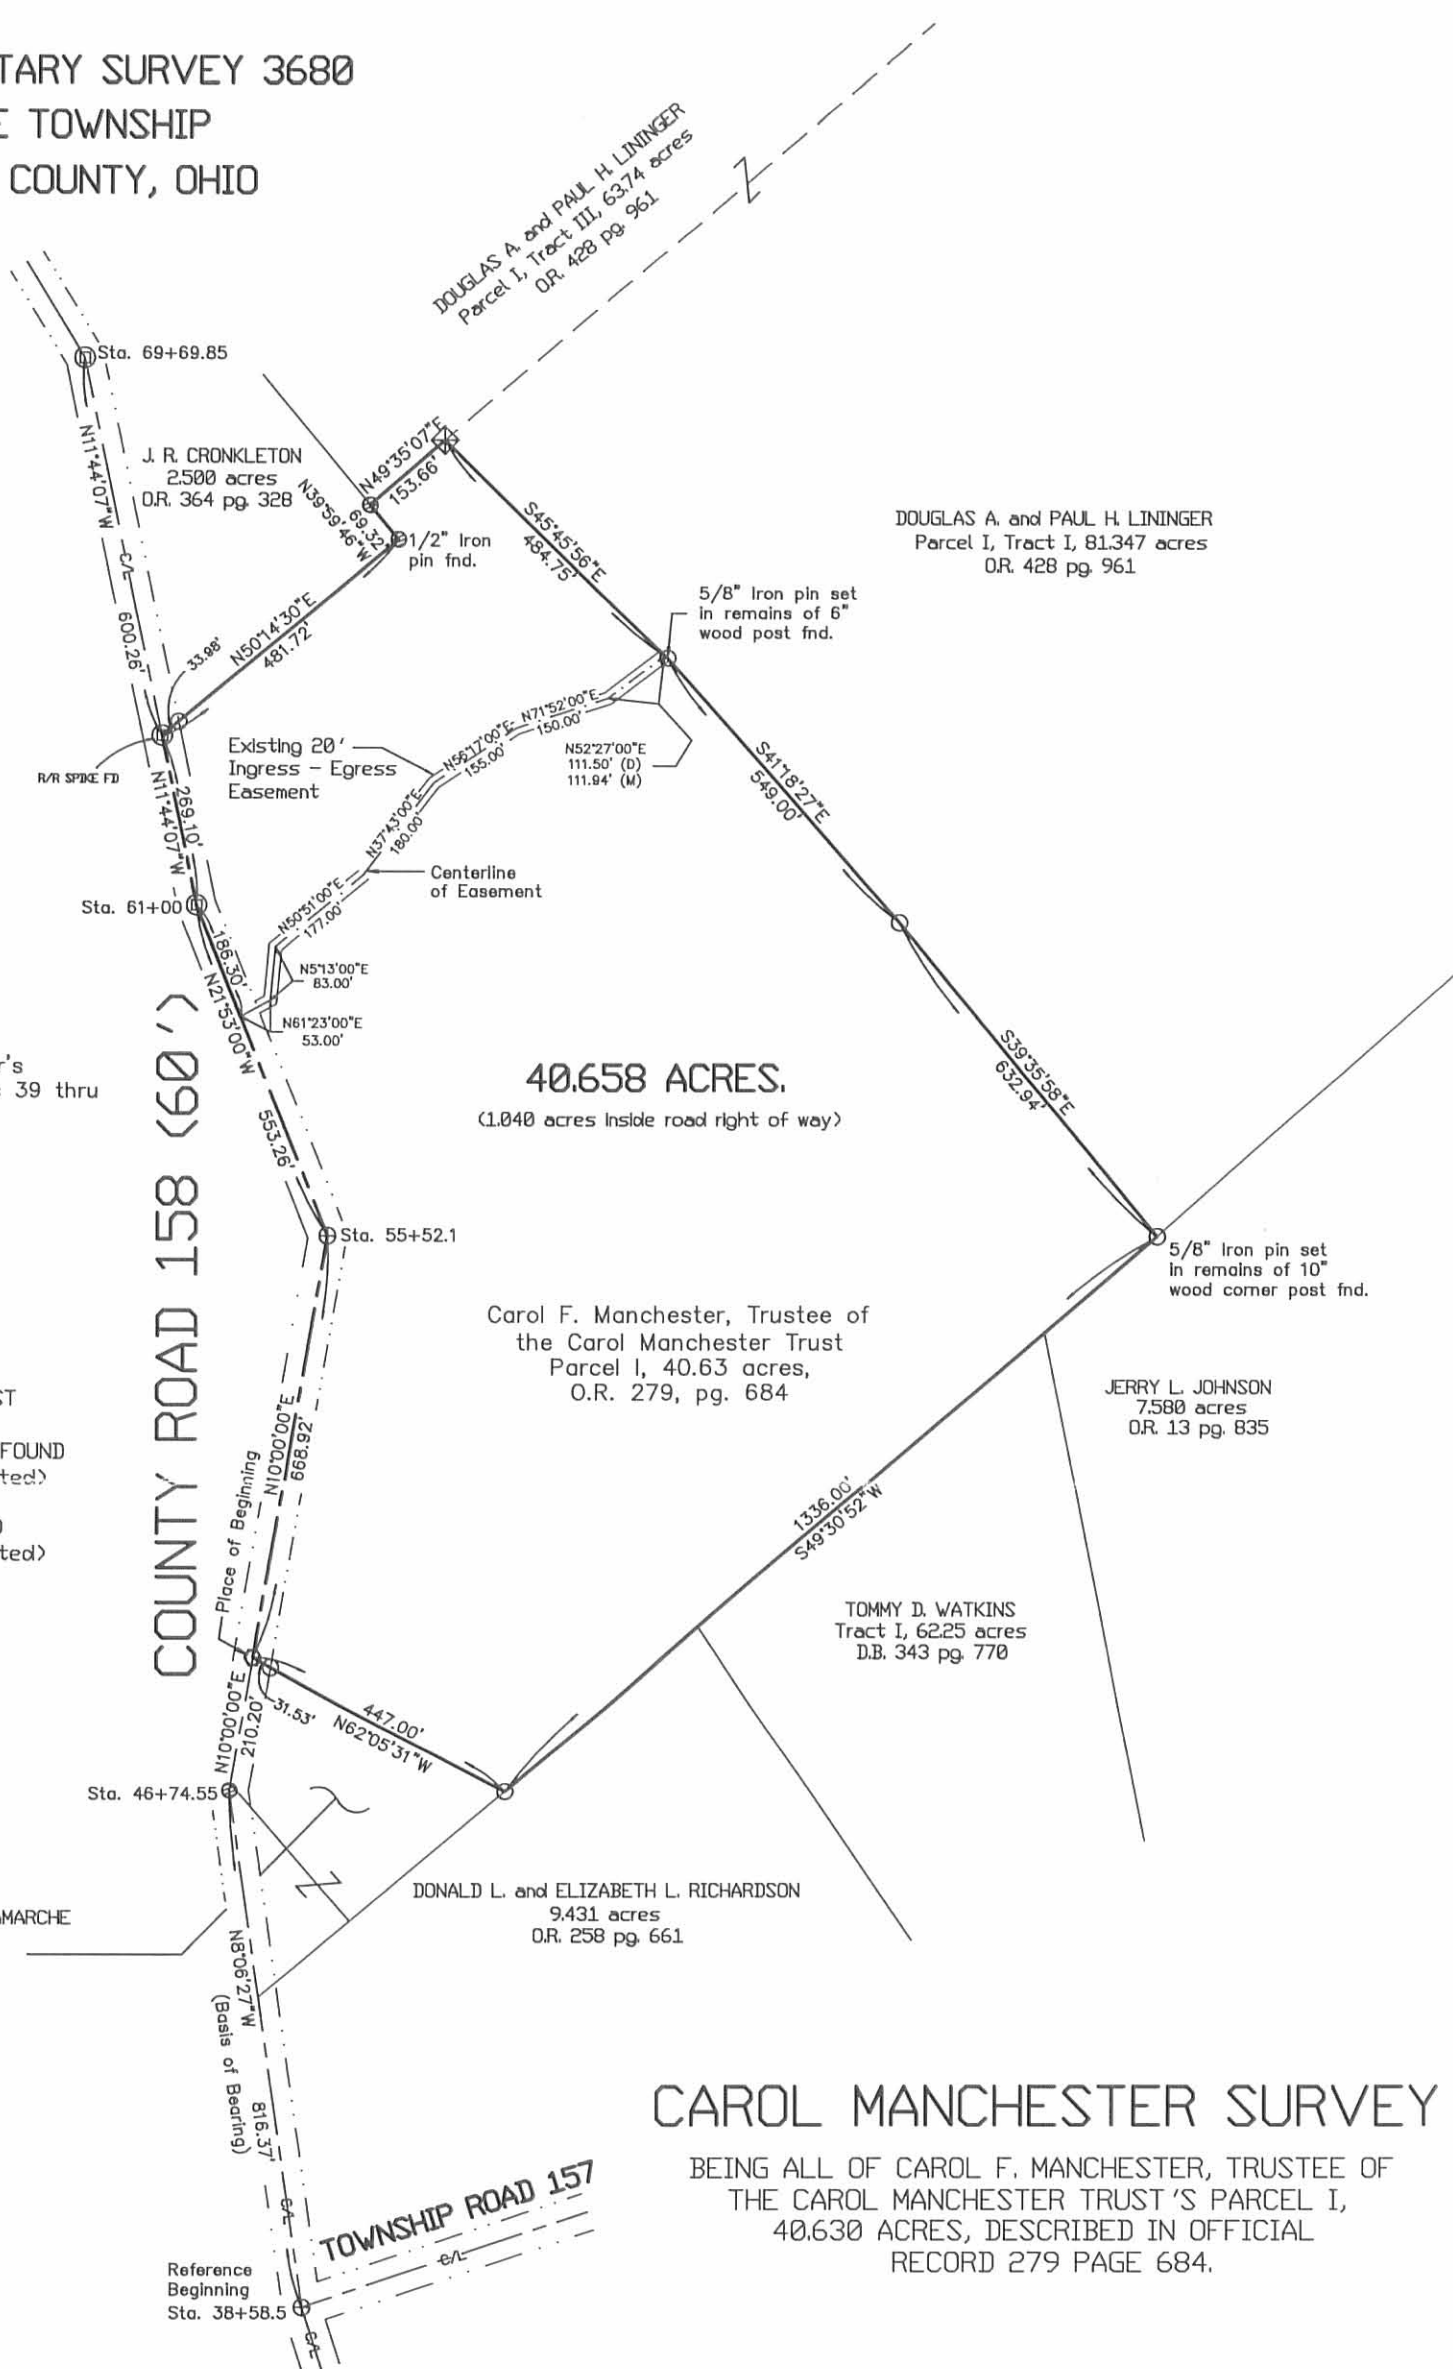 TARY SURVEY 3680
E TOWNSHIP
COUNTY, OHIO
DOUGLAS A. and PAUL H. LININGER
Parcel I, Tract III, 63.74 acres
O.R. 428 pg. 961
Sta. 69+69.85
J. R. CRONKLETON
2.500 acres
O.R. 364 pg. 328
N49°35'07"E
153.66'
N39°59'46"W
69.32'
1/2" Iron
pin fnd.
N11°44'07"W
C/L
600.26'
S45°45'56"E
484.75'
DOUGLAS A. and PAUL H. LININGER
Parcel I, Tract I, 81.347 acres
O.R. 428 pg. 961
5/8" Iron pin set
in remains of 6"
wood post fnd.
N50°14'30"E
481.72'
33.98'
R/R SPIKE FD
Existing 20'
Ingress - Egress
Easement
N71°52'00"E
150.00'
N56°17'00"E
155.00'
N52°27'00"E
111.50' (D)
111.94' (M)
N37°43'00"E
180.00'
S41°18'27"E
549.00'
269.10'
N11°44'07"W
Centerline
of Easement
Sta. 61+00
N50°51'00"E
177.00'
186.30'
N21°53'00"W
N5°13'00"E
83.00'
N61°23'00"E
53.00'
r's
39 thru
40.658 ACRES.
(1.040 acres inside road right of way)
S39°35'58"E
632.94'
553.26'
COUNTY ROAD 158 (60')
Sta. 55+52.1
5/8" Iron pin set
in remains of 10"
wood corner post fnd.
Carol F. Manchester, Trustee of
the Carol Manchester Trust
Parcel I, 40.63 acres,
O.R. 279, pg. 684
ST
JERRY L. JOHNSON
7.580 acres
O.R. 13 pg. 835
FOUND
ted)
N10°00'00"E
668.92'
Place of Beginning
1336.00'
S49°30'52"W
ted)
TOMMY D. WATKINS
Tract I, 62.25 acres
D.B. 343 pg. 770
31.53'
447.00'
N62°05'31"W
N10°00'00"E
210.20'
Sta. 46+74.55
DONALD L. and ELIZABETH L. RICHARDSON
9.431 acres
O.R. 258 pg. 661
MARCHE
N8°06'27"W
(Basis of Bearing)
816.37'
C/L
CAROL MANCHESTER SURVEY
BEING ALL OF CAROL F. MANCHESTER, TRUSTEE OF
THE CAROL MANCHESTER TRUST'S PARCEL I,
40.630 ACRES, DESCRIBED IN OFFICIAL
RECORD 279 PAGE 684.
TOWNSHIP ROAD 157
C/L
Reference
Beginning
Sta. 38+58.5
C/L